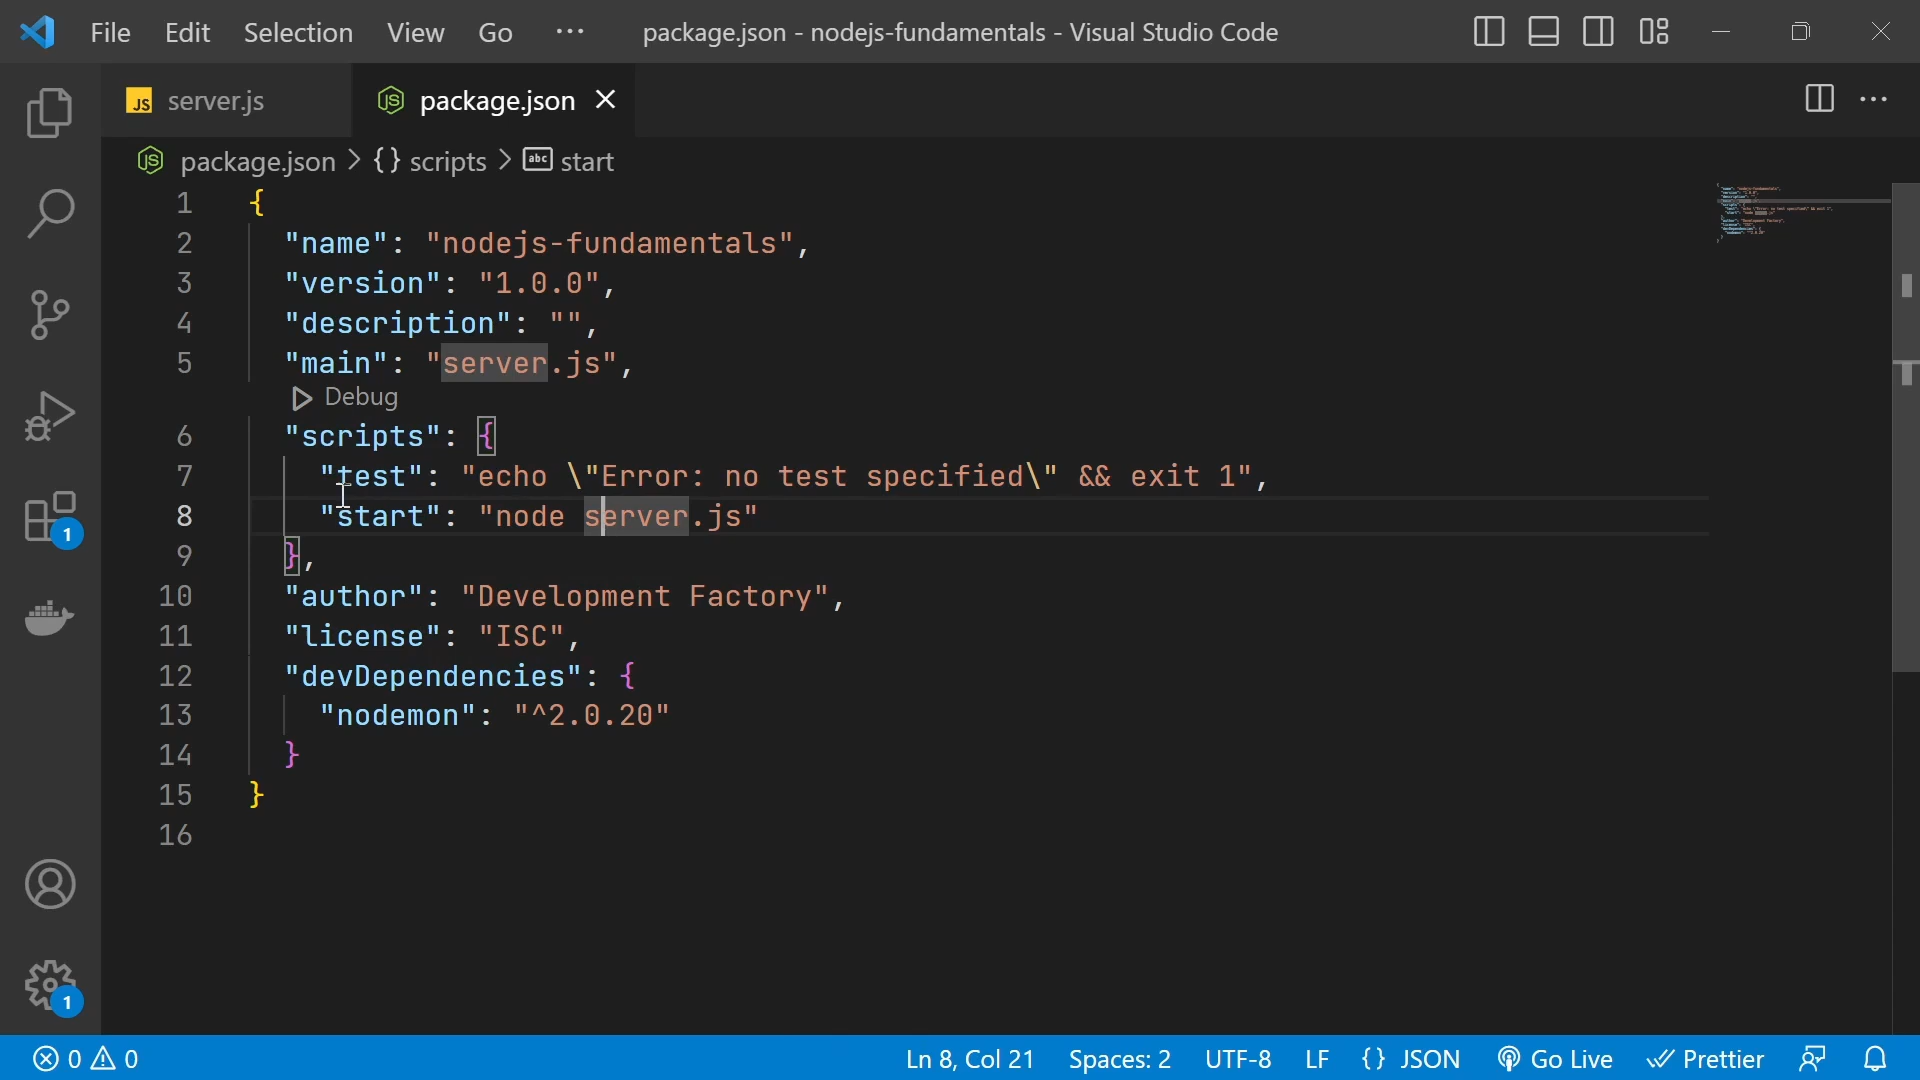 File Edit Selection View Go ··· package.json - nodejs-fundamentals - Visual Studio Code
JS server.js JS package.json
JS package.json > {} scripts > abc start
1 {
2 "name": "nodejs-fundamentals",
3 "version": "1.0.0",
4 "description": "",
5 "main": "server.js",
Debug
6 "scripts": {
7 "test": "echo \"Error: no test specified\" && exit 1",
8 "start": "node server.js"
9 },
10 "author": "Development Factory",
11 "license": "ISC",
12 "devDependencies": {
13 "nodemon": "^2.0.20"
14 }
15 }
16
1
1
0 0 Ln 8, Col 21 Spaces: 2 UTF-8 LF {} JSON Go Live Prettier